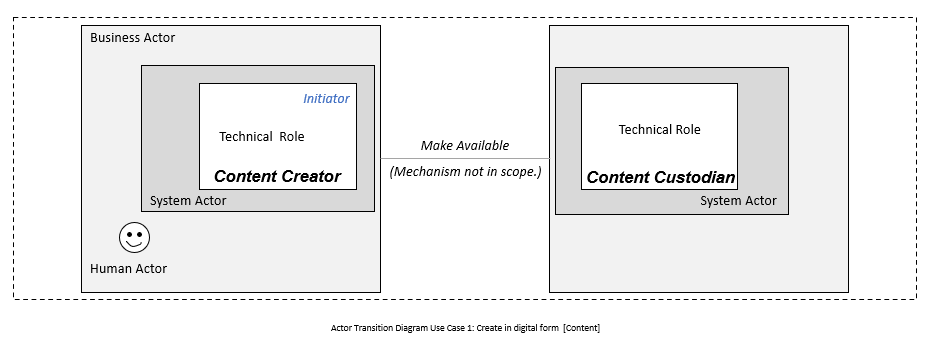 Business Actor
Initiator
Technical Role
Content Creator
System Actor
Human Actor
Make Available
(Mechanism not in scope.)
Technical Role
Content Custodian
System Actor
Actor Transition Diagram Use Case 1: Create in digital form [Content]